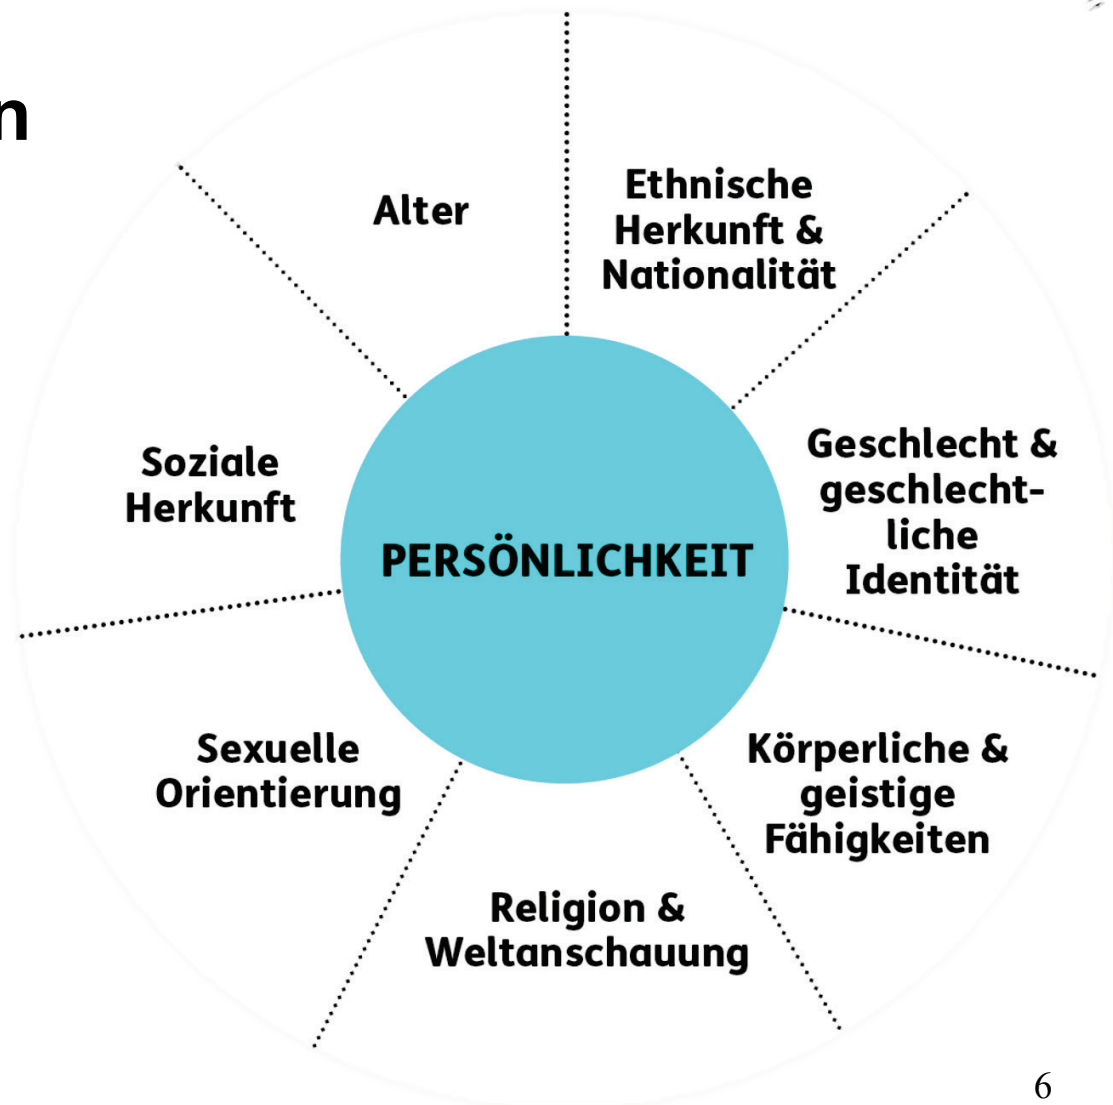 n
Alter
Ethnische
Herkunft &
Nationalität
Geschlecht &
geschlecht-
liche
Identität
Körperliche &
geistige
Fähigkeiten
Religion &
Weltanschauung
Sexuelle
Orientierung
Soziale
Herkunft
PERSÖNLICHKEIT
6